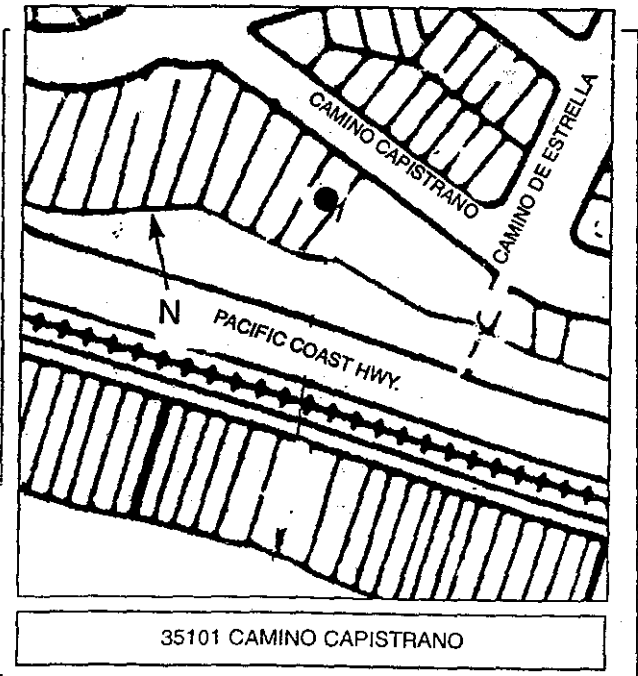 CAMINO CAPISTRANO
CAMINO DE ESTRELLA
N
PACIFIC COAST HWY.
35101 CAMINO CAPISTRANO